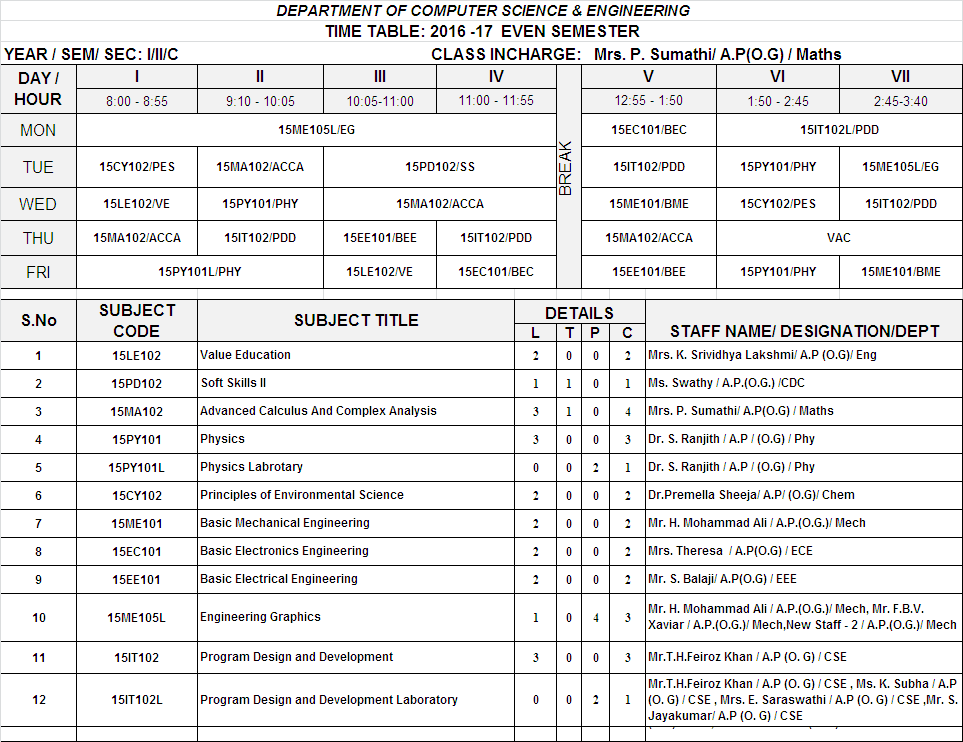 DEPARTMENT OF COMPUTER SCIENCE & ENGINEERING
TIME TABLE: 2016 -17 EVEN SEMESTER
YEAR / SEM/ SEC: I/II/C CLASS INCHARGE: Mrs. P. Sumathi/ A.P(O.G) / Maths
DAY / HOUR I II III IV BREAK V VI VII
8:00 - 8:55 9:10 - 10:05 10:05-11:00 11:00 - 11:55 12:55 - 1:50 1:50 - 2:45 2:45-3:40
MON 15ME105L/EG 15EC101/BEC 15IT102L/PDD
TUE 15CY102/PES 15MA102/ACCA 15PD102/SS 15IT102/PDD 15PY101/PHY 15ME105L/EG
WED 15LE102/VE 15PY101/PHY 15MA102/ACCA 15ME101/BME 15CY102/PES 15IT102/PDD
THU 15MA102/ACCA 15IT102/PDD 15EE101/BEE 15IT102/PDD 15MA102/ACCA VAC
FRI 15PY101L/PHY 15LE102/VE 15EC101/BEC 15EE101/BEE 15PY101/PHY 15ME101/BME
S.No SUBJECT CODE SUBJECT TITLE DETAILS STAFF NAME/ DESIGNATION/DEPT
L T P C
1 15LE102 Value Education 2 0 0 2 Mrs. K. Srividhya Lakshmi/ A.P (O.G)/ Eng
2 15PD102 Soft Skills II 1 1 0 1 Ms. Swathy / A.P.(O.G.) /CDC
3 15MA102 Advanced Calculus And Complex Analysis 3 1 0 4 Mrs. P. Sumathi/ A.P(O.G) / Maths
4 15PY101 Physics 3 0 0 3 Dr. S. Ranjith / A.P / (O.G) / Phy
5 15PY101L Physics Labrotary 0 0 2 1 Dr. S. Ranjith / A.P / (O.G) / Phy
6 15CY102 Principles of Environmental Science 2 0 0 2 Dr.Premella Sheeja/ A.P/ (O.G)/ Chem
7 15ME101 Basic Mechanical Engineering 2 0 0 2 Mr. H. Mohammad Ali / A.P.(O.G.)/ Mech
8 15EC101 Basic Electronics Engineering 2 0 0 2 Mrs. Theresa / A.P(O.G) / ECE
9 15EE101 Basic Electrical Engineering 2 0 0 2 Mr. S. Balaji/ A.P(O.G) / EEE
10 15ME105L Engineering Graphics 1 0 4 3 Mr. H. Mohammad Ali / A.P.(O.G.)/ Mech, Mr. F.B.V.
Xaviar / A.P.(O.G.)/ Mech,New Staff - 2 / A.P.(O.G.)/ Mech
11 15IT102 Program Design and Development 3 0 0 3 Mr.T.H.Feiroz Khan / A.P (O. G) / CSE
12 15IT102L Program Design and Development Laboratory 0 0 2 1 Mr.T.H.Feiroz Khan / A.P (O. G) / CSE , Ms. K. Subha / A.P
(O. G) / CSE , Mrs. E. Saraswathi / A.P (O. G) / CSE ,Mr. S.
Jayakumar/ A.P (O. G) / CSE